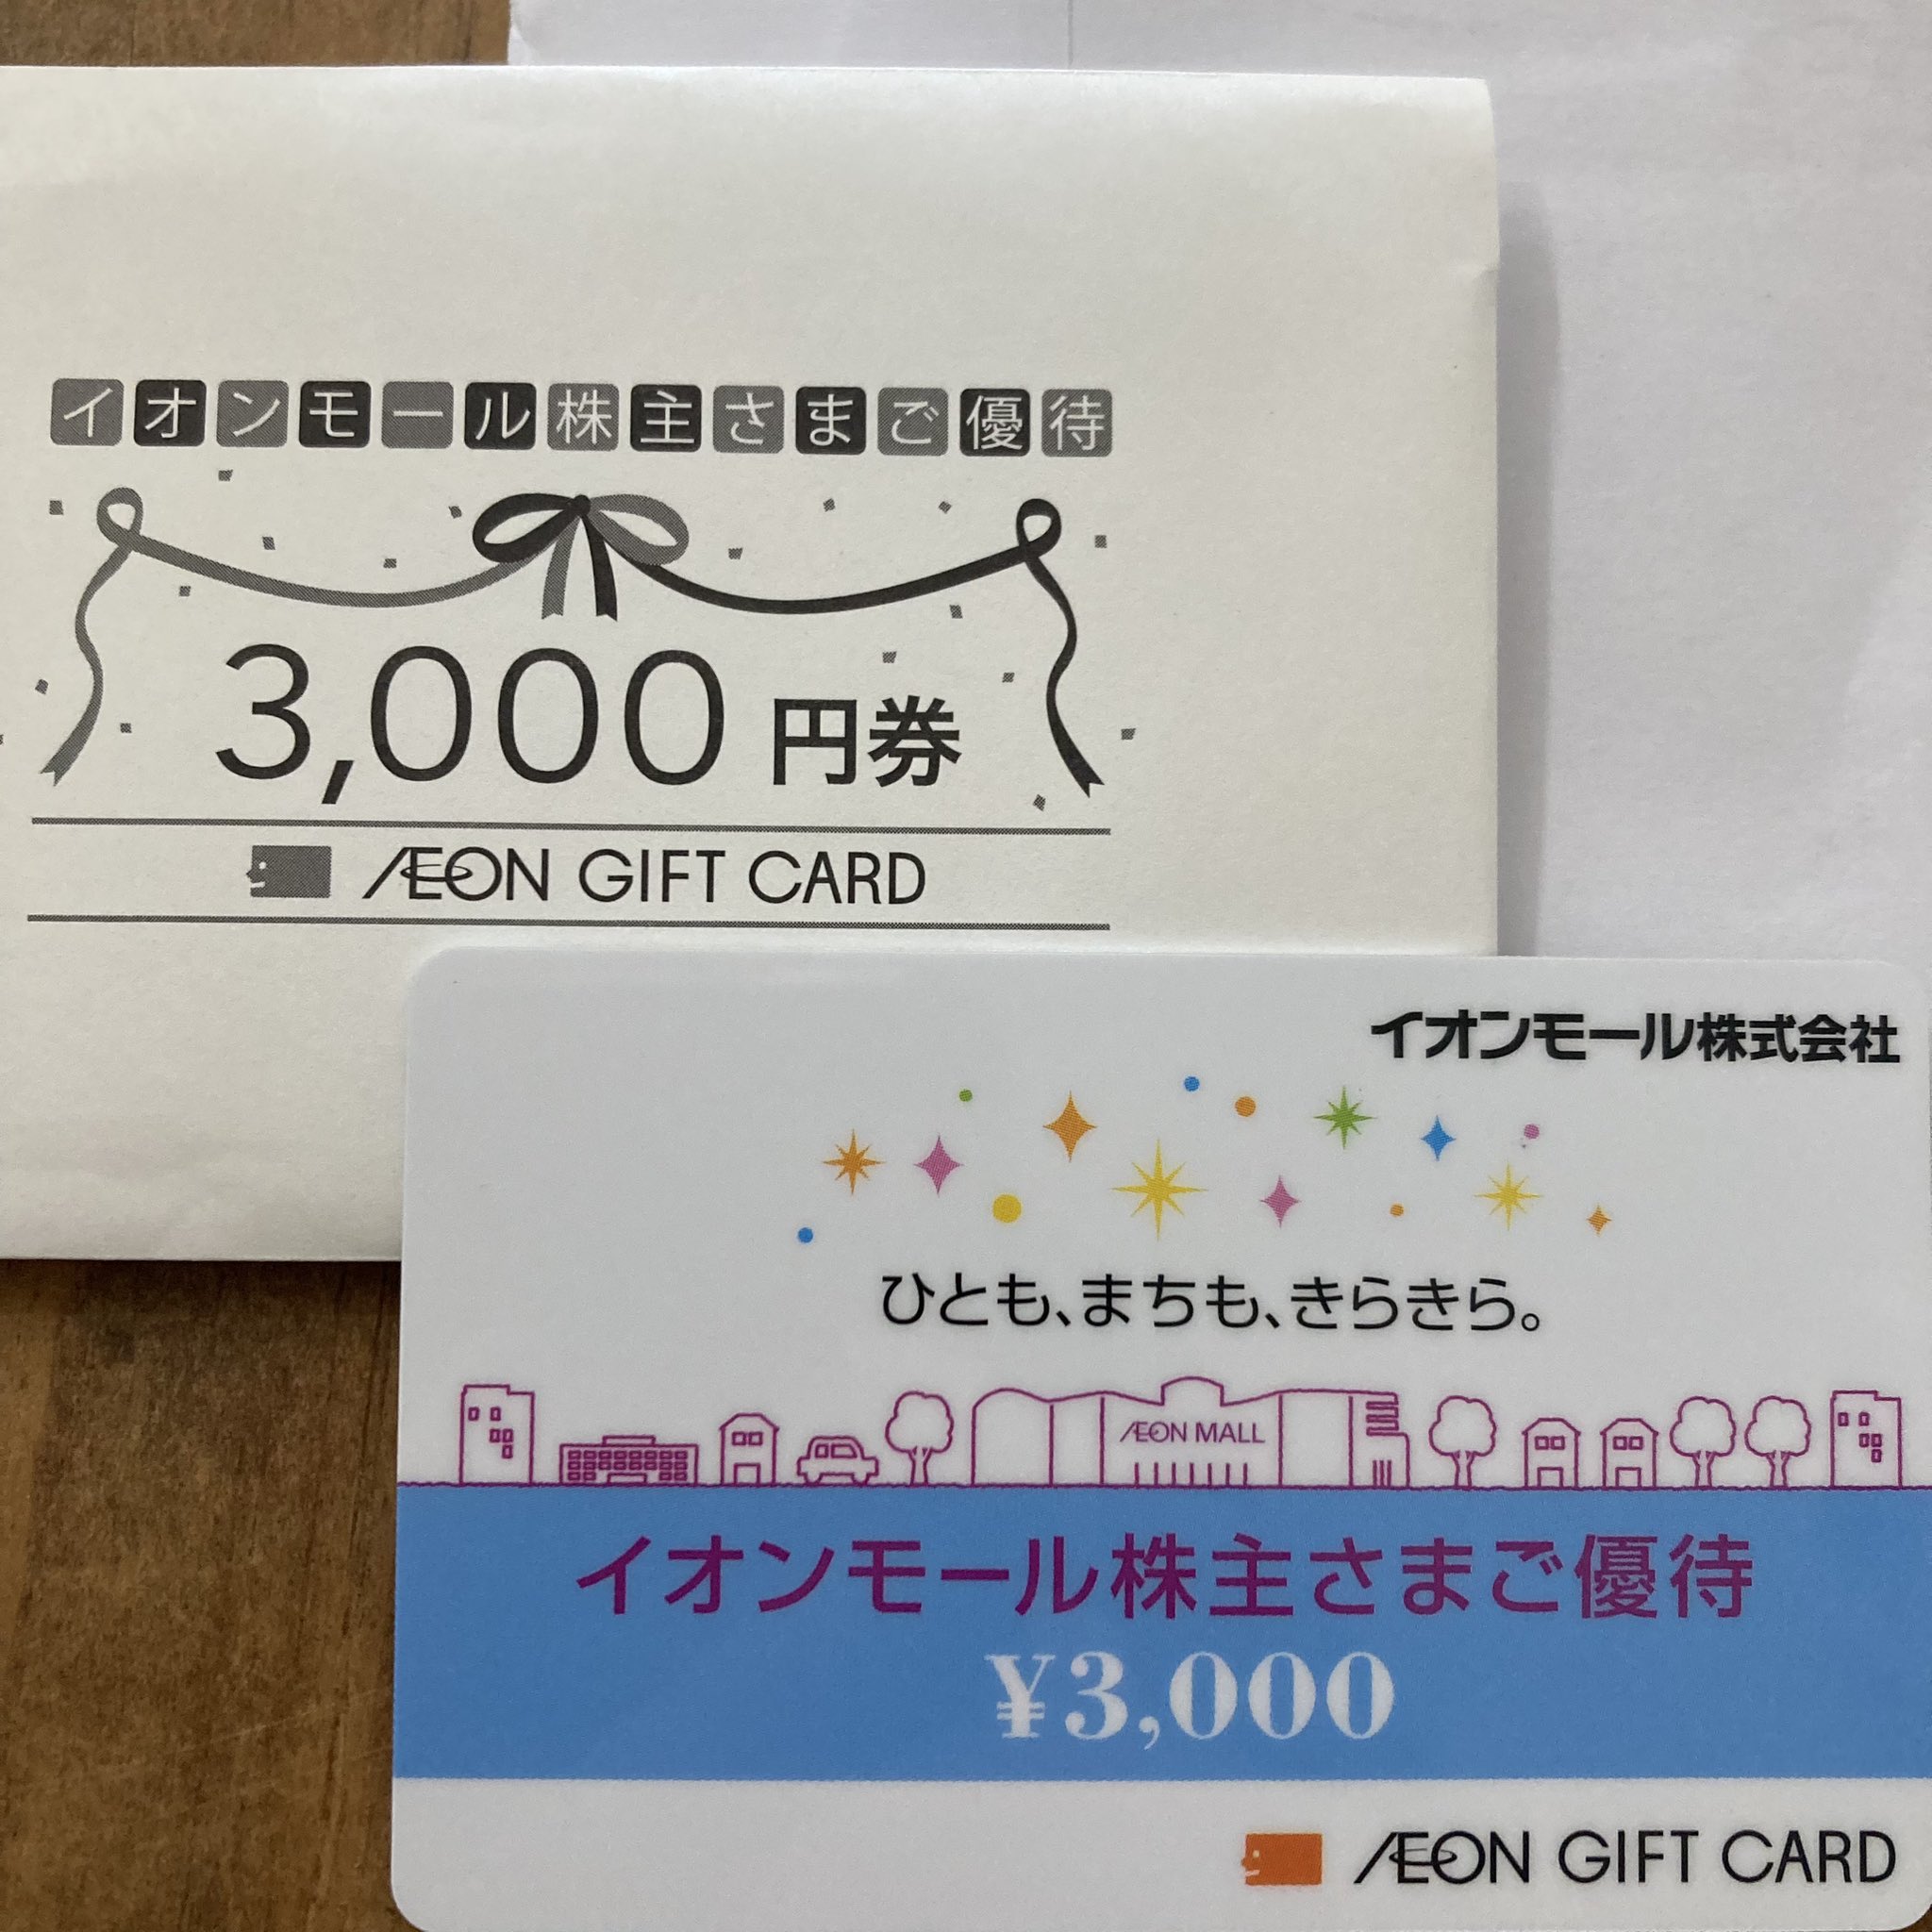 イオンモール株主さまご優待
3,000円券
ÆON GIFT CARD
イオンモール株式会社
ひとも、まちも、きらきら。
ÆON MALL
イオンモール株主さまご優待
¥3,000
ÆON GIFT CARD